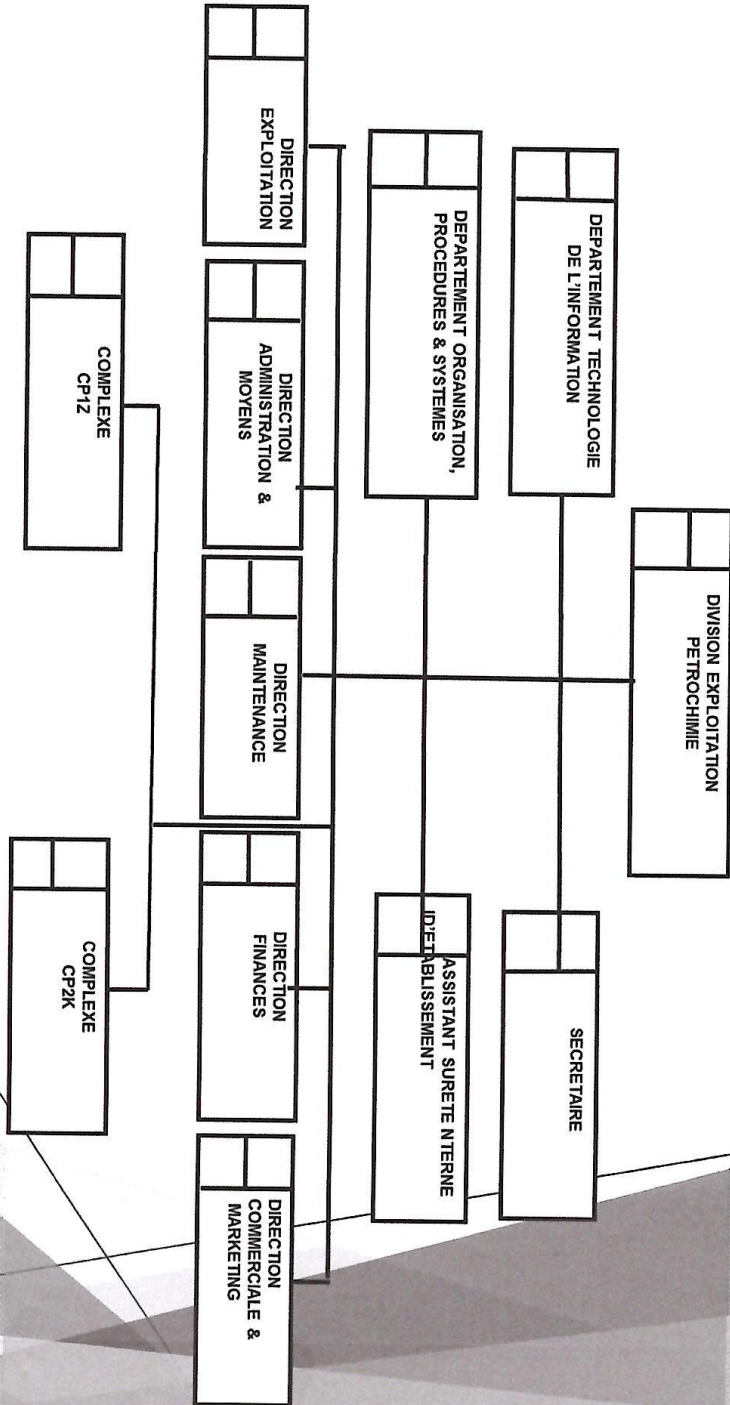 DIVISION EXPLOITATION
PETROCHIMIE
DEPARTEMENT TECHNOLOGIE
DE L'INFORMATION
SECRETAIRE
DEPARTEMENT ORGANISATION,
PROCEDURES & SYSTEMES
ASSISTANT SURETE NTERNE
ID'ETABLISSEMENT
DIRECTION
EXPLOITATION
DIRECTION
ADMINISTRATION &
MOYENS
DIRECTION
MAINTENANCE
DIRECTION
FINANCES
DIRECTION
COMMERCIALE &
MARKETING
COMPLEXE
CP1Z
COMPLEXE
CP2K